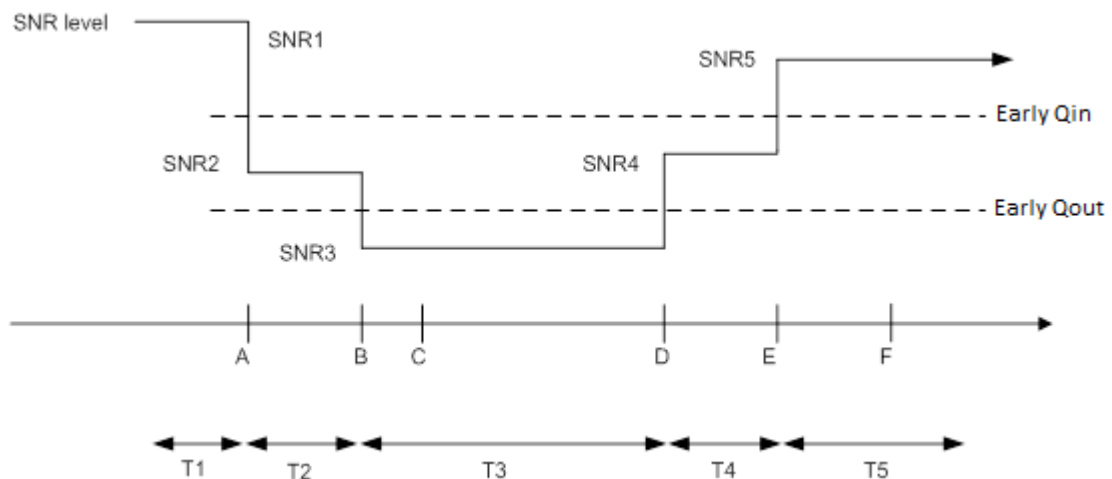 SNR level
SNR1
SNR5
Early Qin
SNR2
SNR4
Early Qout
SNR3
A B C D E F
T1 T2 T3 T4 T5